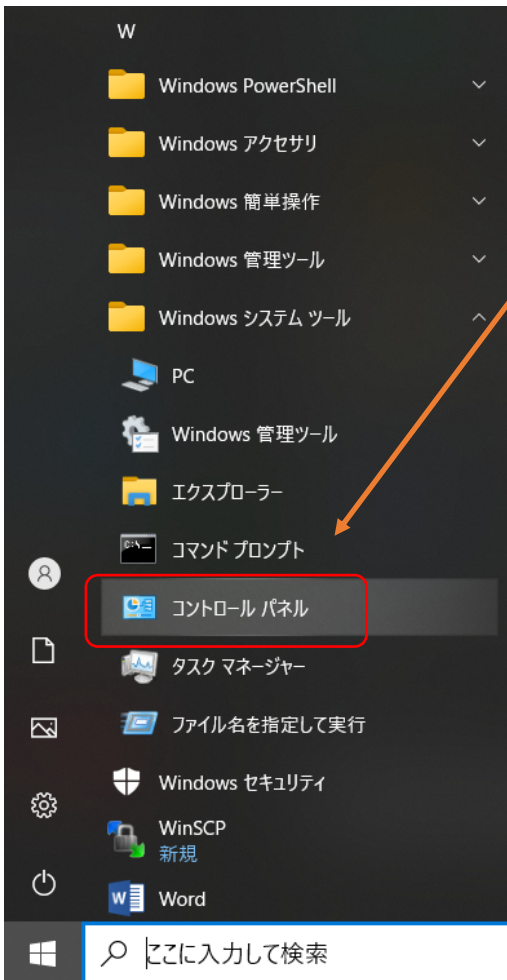 W
Windows PowerShell
Windows アクセサリ
Windows 簡単操作
Windows 管理ツール
Windows システム ツール
PC
Windows 管理ツール
エクスプローラー
C:\
コマンド プロンプト
コントロール パネル
タスク マネージャー
ファイル名を指定して実行
Windows セキュリティ
WinSCP
新規
W Word
ここに入力して検索